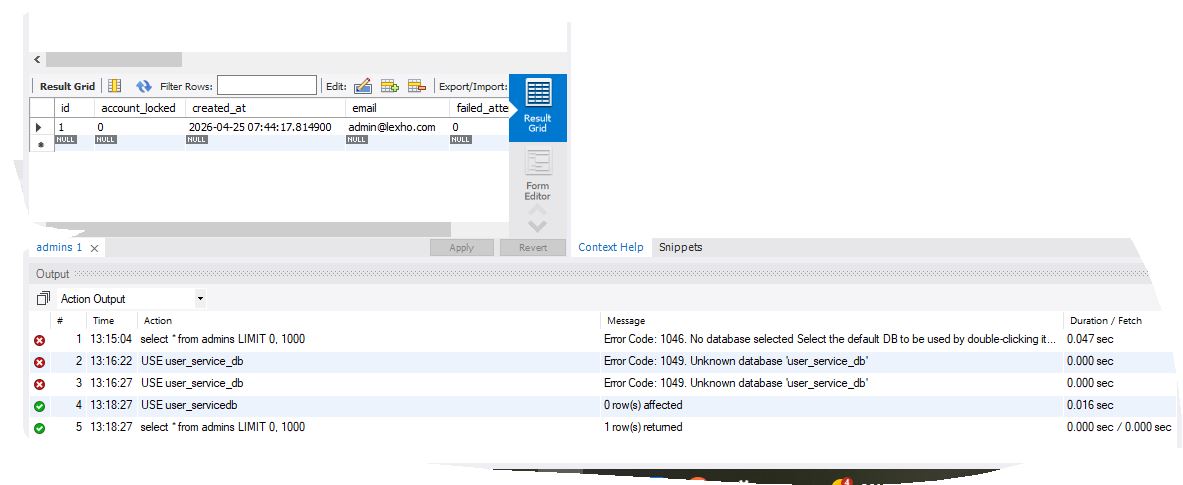 Result Grid Filter Rows: Edit: Export/Import:
id account_locked created_at email failed_atte
1 0 2026-04-25 07:44:17.814900 admin@lexho.com 0
NULL NULL NULL NULL NULL
Result
Grid
Form
Editor
admins 1 Apply Revert Context Help Snippets
Output
Action Output
# Time Action Message Duration / Fetch
1 13:15:04 select * from admins LIMIT 0, 1000 Error Code: 1046. No database selected Select the default DB to be used by double-clicking it... 0.047 sec
2 13:16:22 USE user_service_db Error Code: 1049. Unknown database 'user_service_db' 0.000 sec
3 13:16:27 USE user_service_db Error Code: 1049. Unknown database 'user_service_db' 0.000 sec
4 13:18:27 USE user_servicedb 0 row(s) affected 0.016 sec
5 13:18:27 select * from admins LIMIT 0, 1000 1 row(s) returned 0.000 sec / 0.000 sec
4